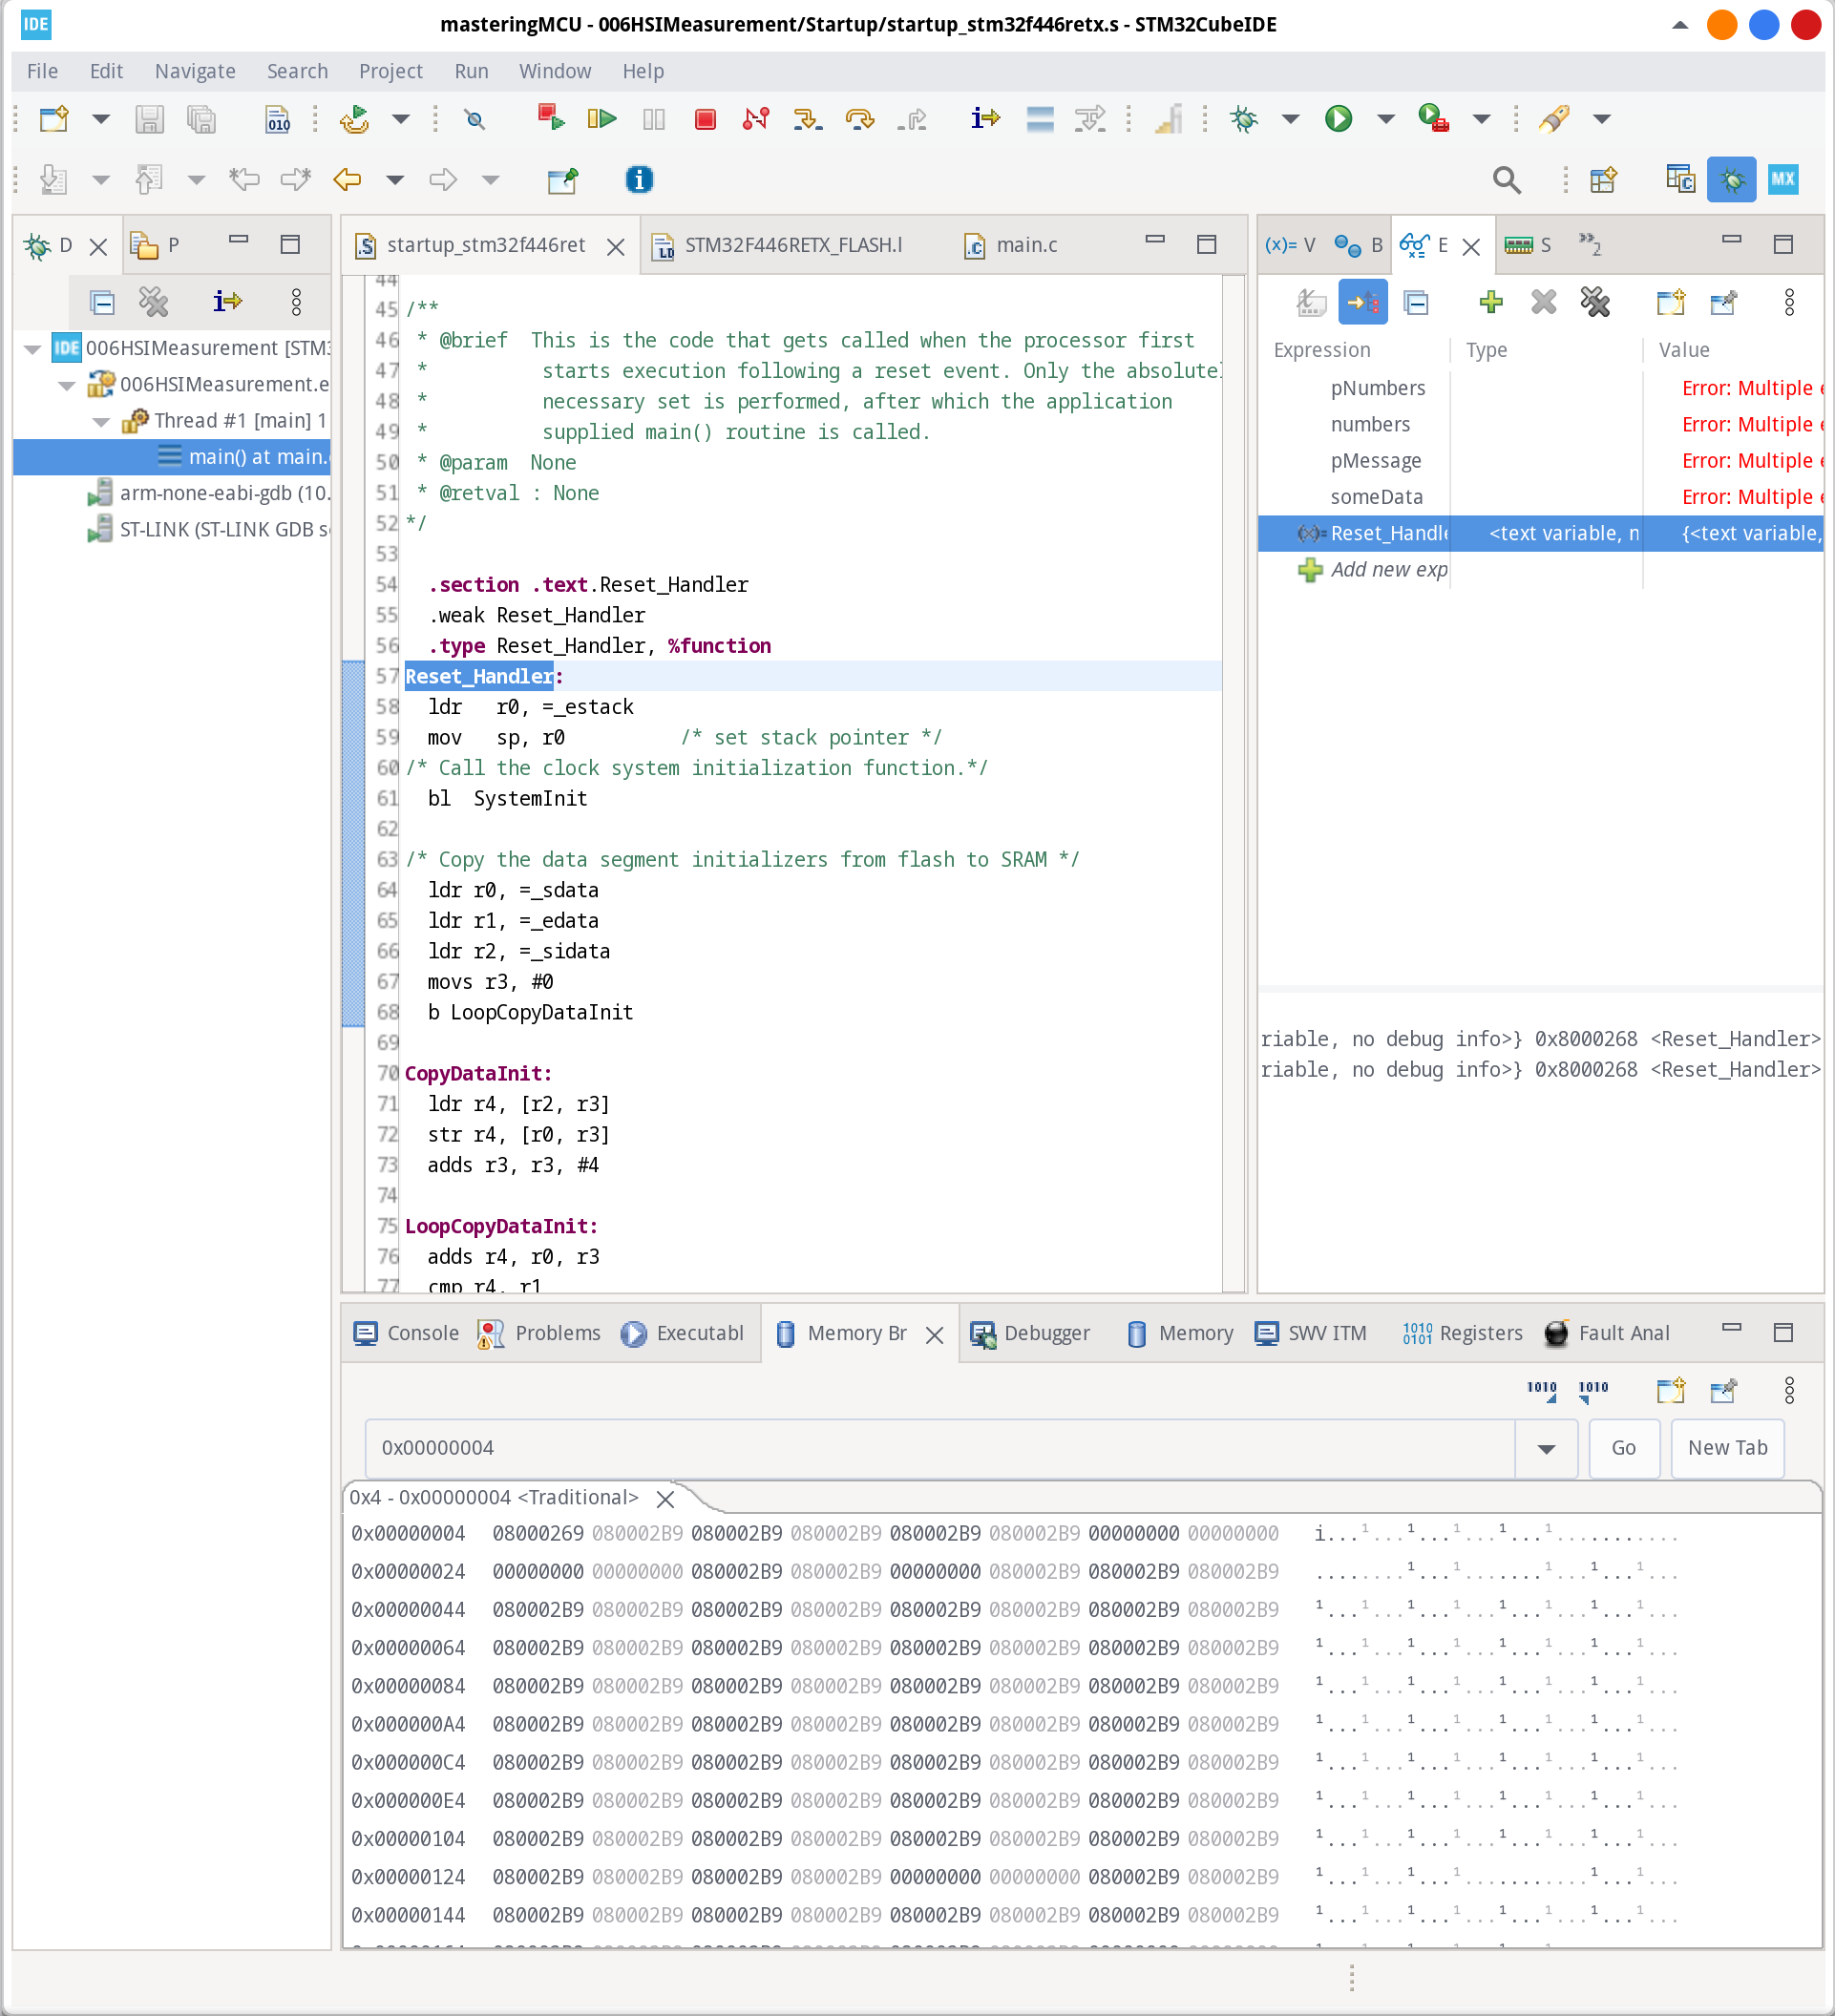 IDE
masteringMCU - 006HSIMeasurement/Startup/startup_stm32f446retx.s - STM32CubeIDE
File Edit Navigate Search Project Run Window Help
010
MX
D P
IDE 006HSIMeasurement [STM3
006HSIMeasurement.e
Thread #1 [main] 1
main() at main.
arm-none-eabi-gdb (10.
ST-LINK (ST-LINK GDB s
startup_stm32f446ret STM32F446RETX_FLASH.l main.c
44
45 /**
46 * @brief This is the code that gets called when the processor first
47 * starts execution following a reset event. Only the absolutel
48 * necessary set is performed, after which the application
49 * supplied main() routine is called.
50 * @param None
51 * @retval : None
52 */
53
54 .section .text.Reset_Handler
55 .weak Reset_Handler
56 .type Reset_Handler, %function
57 Reset_Handler:
58 ldr r0, =_estack
59 mov sp, r0 /* set stack pointer */
60 /* Call the clock system initialization function.*/
61 bl SystemInit
62
63 /* Copy the data segment initializers from flash to SRAM */
64 ldr r0, =_sdata
65 ldr r1, =_edata
66 ldr r2, =_sidata
67 movs r3, #0
68 b LoopCopyDataInit
69
70 CopyDataInit:
71 ldr r4, [r2, r3]
72 str r4, [r0, r3]
73 adds r3, r3, #4
74
75 LoopCopyDataInit:
76 adds r4, r0, r3
77 cmp r4, r1
(x)= V B E S »2
Expression Type Value
pNumbers Error: Multiple e
numbers Error: Multiple e
pMessage Error: Multiple e
someData Error: Multiple e
Reset_Handle <text variable, n {<text variable,
Add new exp
riable, no debug info>} 0x8000268 <Reset_Handler>
riable, no debug info>} 0x8000268 <Reset_Handler>
Console Problems Executabl Memory Br Debugger Memory SWV ITM Registers Fault Anal
1010 1010
0x00000004 Go New Tab
0x4 - 0x00000004 <Traditional>
0x00000004 08000269 080002B9 080002B9 080002B9 080002B9 080002B9 00000000 00000000 i...¹...¹...¹...¹...¹...........
0x00000024 00000000 00000000 080002B9 080002B9 00000000 080002B9 080002B9 080002B9 ........¹...¹.......¹...¹...¹...
0x00000044 080002B9 080002B9 080002B9 080002B9 080002B9 080002B9 080002B9 080002B9 ¹...¹...¹...¹...¹...¹...¹...¹...
0x00000064 080002B9 080002B9 080002B9 080002B9 080002B9 080002B9 080002B9 080002B9 ¹...¹...¹...¹...¹...¹...¹...¹...
0x00000084 080002B9 080002B9 080002B9 080002B9 080002B9 080002B9 080002B9 080002B9 ¹...¹...¹...¹...¹...¹...¹...¹...
0x000000A4 080002B9 080002B9 080002B9 080002B9 080002B9 080002B9 080002B9 080002B9 ¹...¹...¹...¹...¹...¹...¹...¹...
0x000000C4 080002B9 080002B9 080002B9 080002B9 080002B9 080002B9 080002B9 080002B9 ¹...¹...¹...¹...¹...¹...¹...¹...
0x000000E4 080002B9 080002B9 080002B9 080002B9 080002B9 080002B9 080002B9 080002B9 ¹...¹...¹...¹...¹...¹...¹...¹...
0x00000104 080002B9 080002B9 080002B9 080002B9 080002B9 080002B9 080002B9 080002B9 ¹...¹...¹...¹...¹...¹...¹...¹...
0x00000124 080002B9 080002B9 080002B9 080002B9 00000000 00000000 080002B9 080002B9 ¹...¹...¹...¹...........¹...¹...
0x00000144 080002B9 080002B9 080002B9 080002B9 080002B9 080002B9 080002B9 080002B9 ¹...¹...¹...¹...¹...¹...¹...¹...